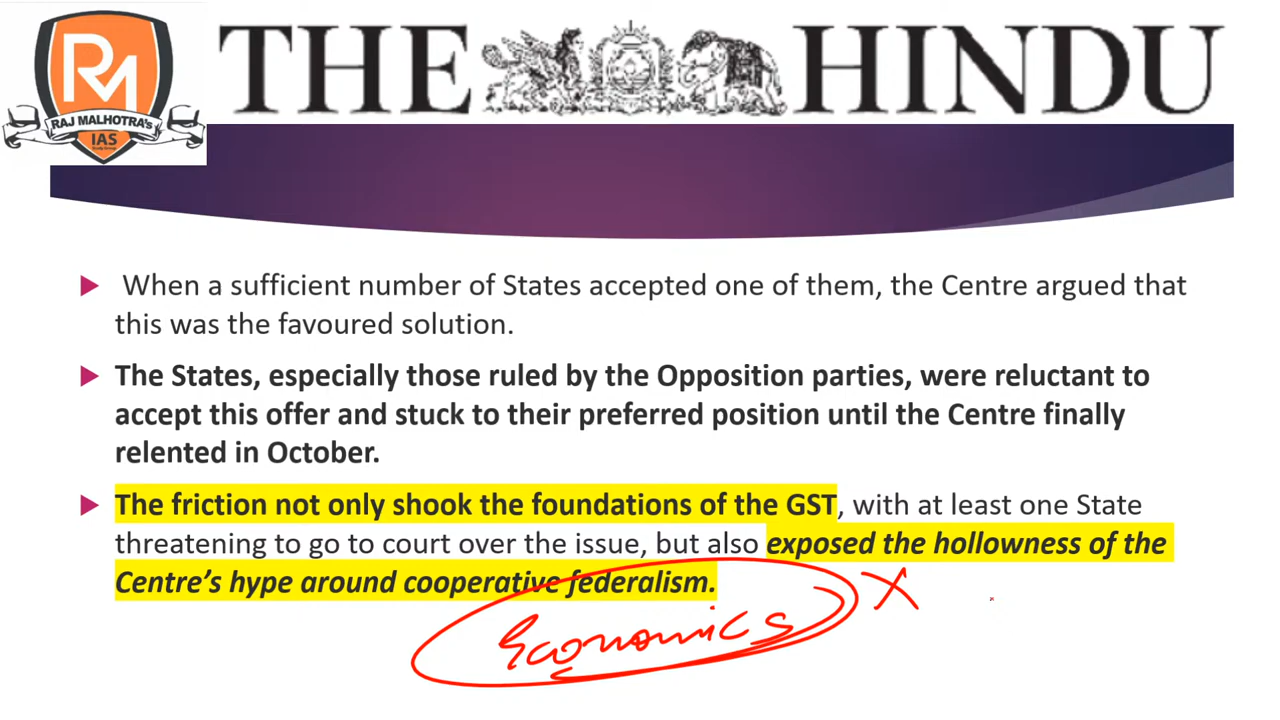 RM
RAJ MALHOTRA'S
IAS
Study Group
THE HINDU
When a sufficient number of States accepted one of them, the Centre argued that
this was the favoured solution.
The States, especially those ruled by the Opposition parties, were reluctant to
accept this offer and stuck to their preferred position until the Centre finally
relented in October.
The friction not only shook the foundations of the GST, with at least one State
threatening to go to court over the issue, but also exposed the hollowness of the
Centre's hype around cooperative federalism.
Economics X